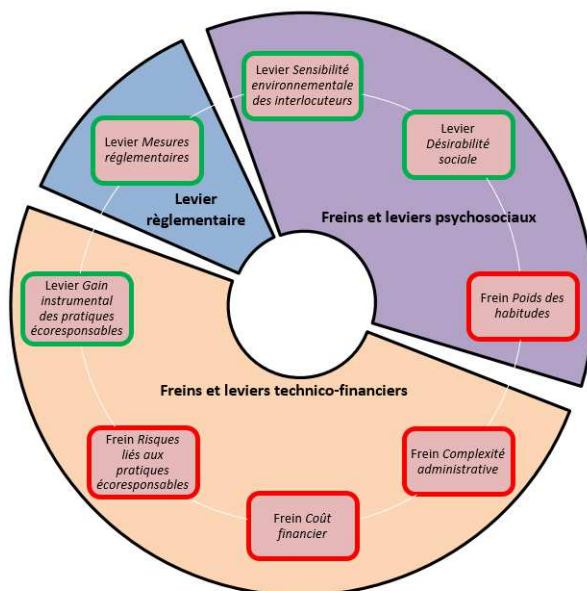 Levier Sensibilité
environnementale
des interlocuteurs
Levier
Désirabilité
sociale
Levier Mesures
réglementaires
Levier
règlementaire
Freins et leviers psychosociaux
Levier Gain
instrumental
des pratiques
écoresponsables
Frein Poids des
habitudes
Freins et leviers technico-financiers
Frein Risques
liés aux
pratiques
écoresponsables
Frein Complexité
administrative
Frein Coût
financier